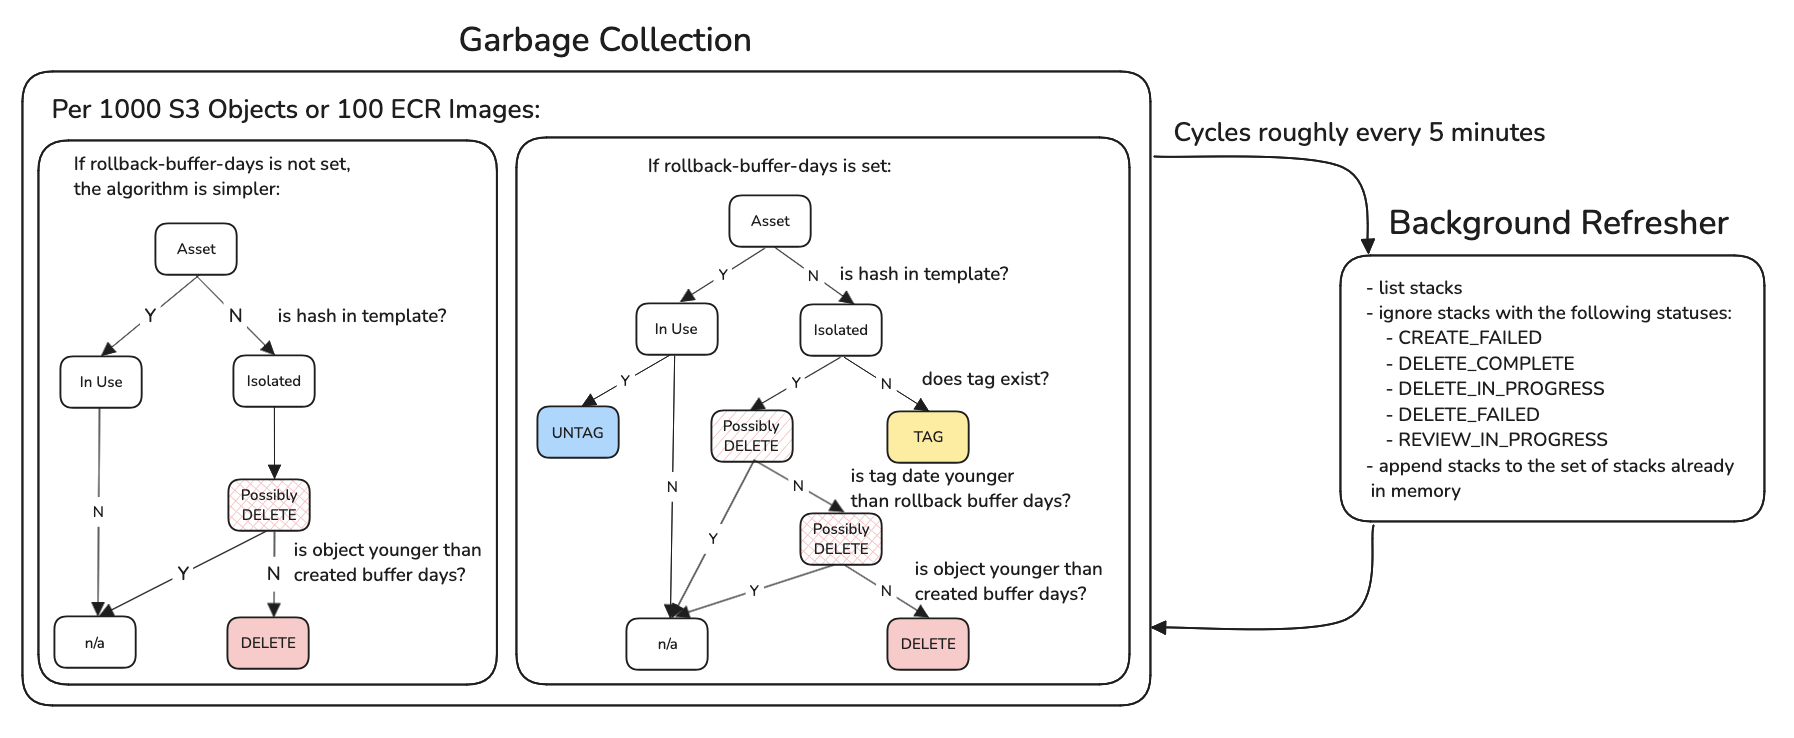 Garbage Collection
Per 1000 S3 Objects or 100 ECR Images:
If rollback-buffer-days is not set,
the algorithm is simpler:
Asset
Y
N
is hash in template?
In Use
Isolated
Possibly
DELETE
N
is object younger than
created buffer days?
Y
N
n/a
DELETE
If rollback-buffer-days is set:
Asset
Y
N
is hash in template?
In Use
Isolated
Y
Y
N
does tag exist?
UNTAG
Possibly
DELETE
TAG
N
N
is tag date younger
than rollback buffer days?
Y
Possibly
DELETE
Y
N
is object younger than
created buffer days?
n/a
DELETE
Cycles roughly every 5 minutes
Background Refresher
- list stacks
- ignore stacks with the following statuses:
- CREATE_FAILED
- DELETE_COMPLETE
- DELETE_IN_PROGRESS
- DELETE_FAILED
- REVIEW_IN_PROGRESS
- append stacks to the set of stacks already
in memory